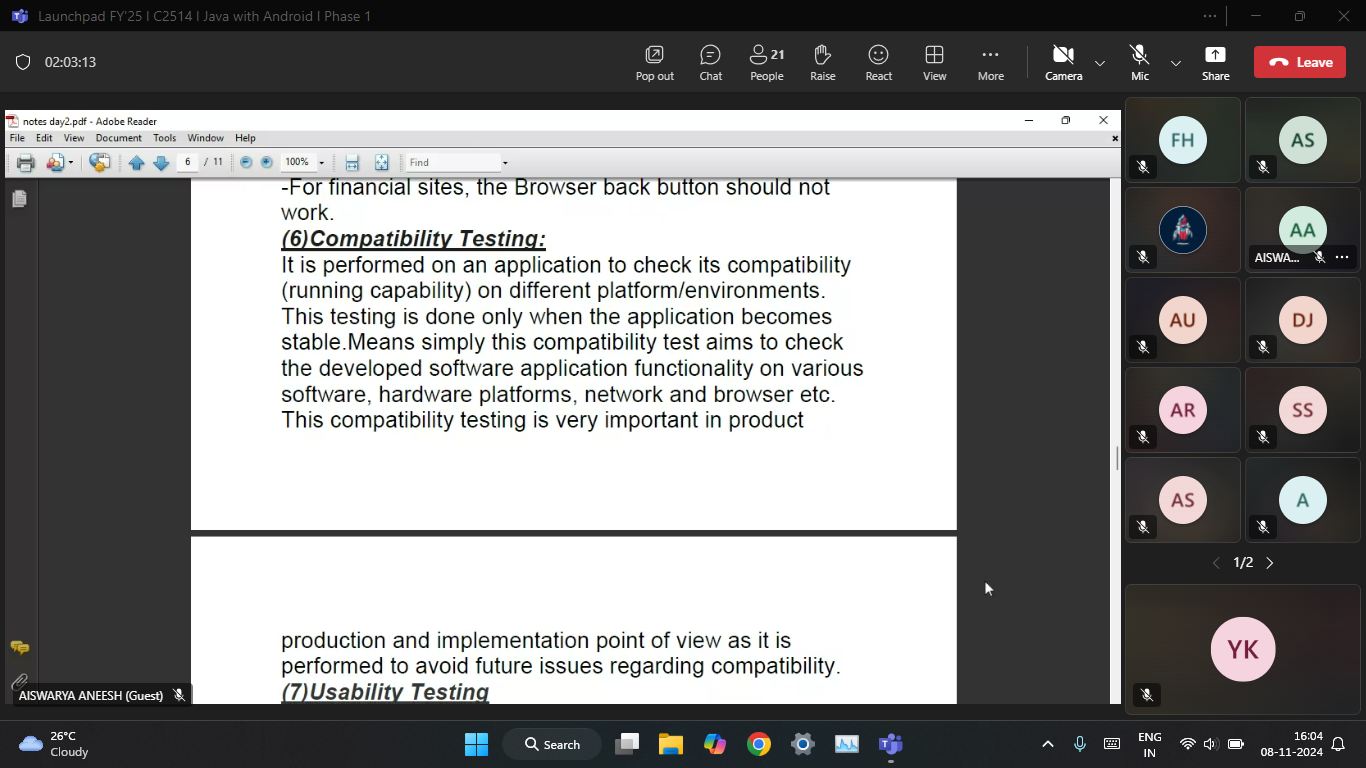 Launchpad FY'25 | C2514 | Java with Android | Phase 1
02:03:13
Pop out
Chat
21
People
Raise
React
View
More
Camera
Mic
Share
Leave
notes day2.pdf - Adobe Reader
File Edit View Document Tools Window Help
6 / 11 100% Find
-For financial sites, the Browser back button should not
work.
(6)Compatibility Testing:
It is performed on an application to check its compatibility
(running capability) on different platform/environments.
This testing is done only when the application becomes
stable.Means simply this compatibility test aims to check
the developed software application functionality on various
software, hardware platforms, network and browser etc.
This compatibility testing is very important in product
production and implementation point of view as it is
performed to avoid future issues regarding compatibility.
(7)Usability Testing
AISWARYA ANEESH (Guest)
FH
AS
AA
AISWA...
AU
DJ
AR
SS
AS
A
1/2
YK
26°C
Cloudy
Search
ENG
IN
16:04
08-11-2024